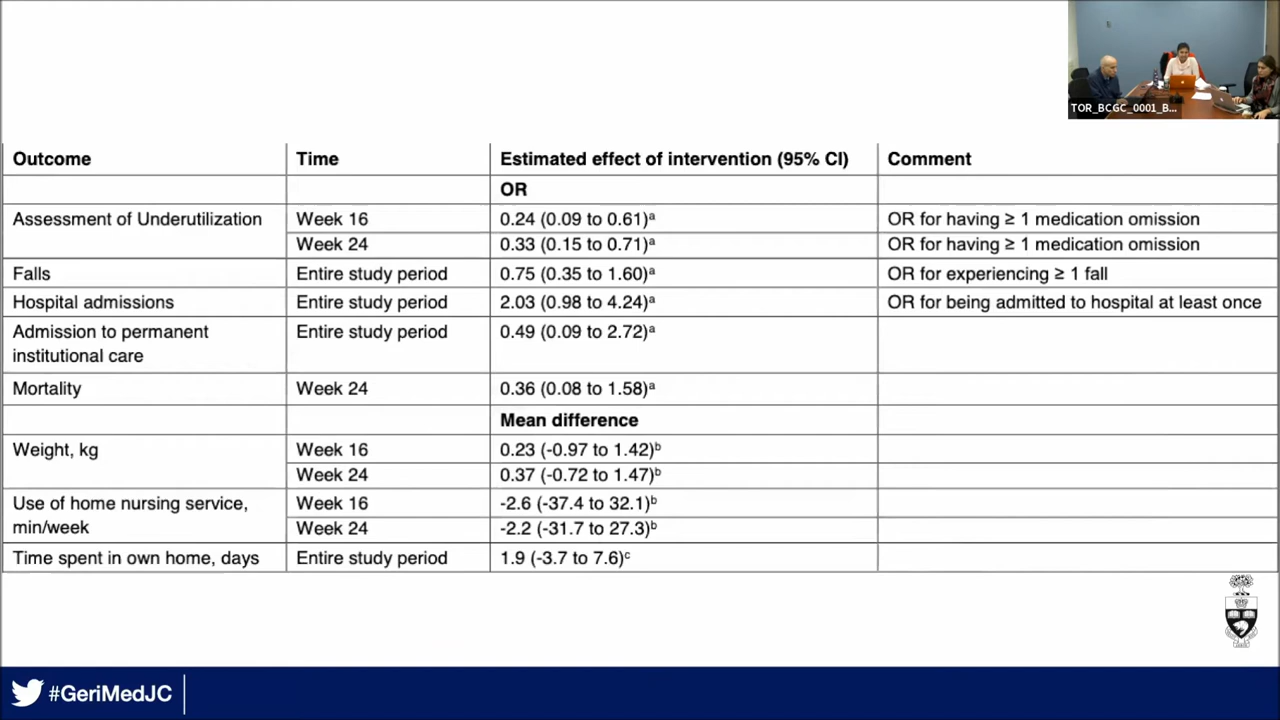 TOR_BCGC_0001_B...
Outcome Time Estimated effect of intervention (95% CI) Comment
OR
Assessment of Underutilization Week 16 0.24 (0.09 to 0.61)ᵃ OR for having ≥ 1 medication omission
Week 24 0.33 (0.15 to 0.71)ᵃ OR for having ≥ 1 medication omission
Falls Entire study period 0.75 (0.35 to 1.60)ᵃ OR for experiencing ≥ 1 fall
Hospital admissions Entire study period 2.03 (0.98 to 4.24)ᵃ OR for being admitted to hospital at least once
Admission to permanent Entire study period 0.49 (0.09 to 2.72)ᵃ
institutional care
Mortality Week 24 0.36 (0.08 to 1.58)ᵃ
Mean difference
Weight, kg Week 16 0.23 (-0.97 to 1.42)ᵇ
Week 24 0.37 (-0.72 to 1.47)ᵇ
Use of home nursing service, Week 16 -2.6 (-37.4 to 32.1)ᵇ
min/week Week 24 -2.2 (-31.7 to 27.3)ᵇ
Time spent in own home, days Entire study period 1.9 (-3.7 to 7.6)ᶜ
#GeriMedJC